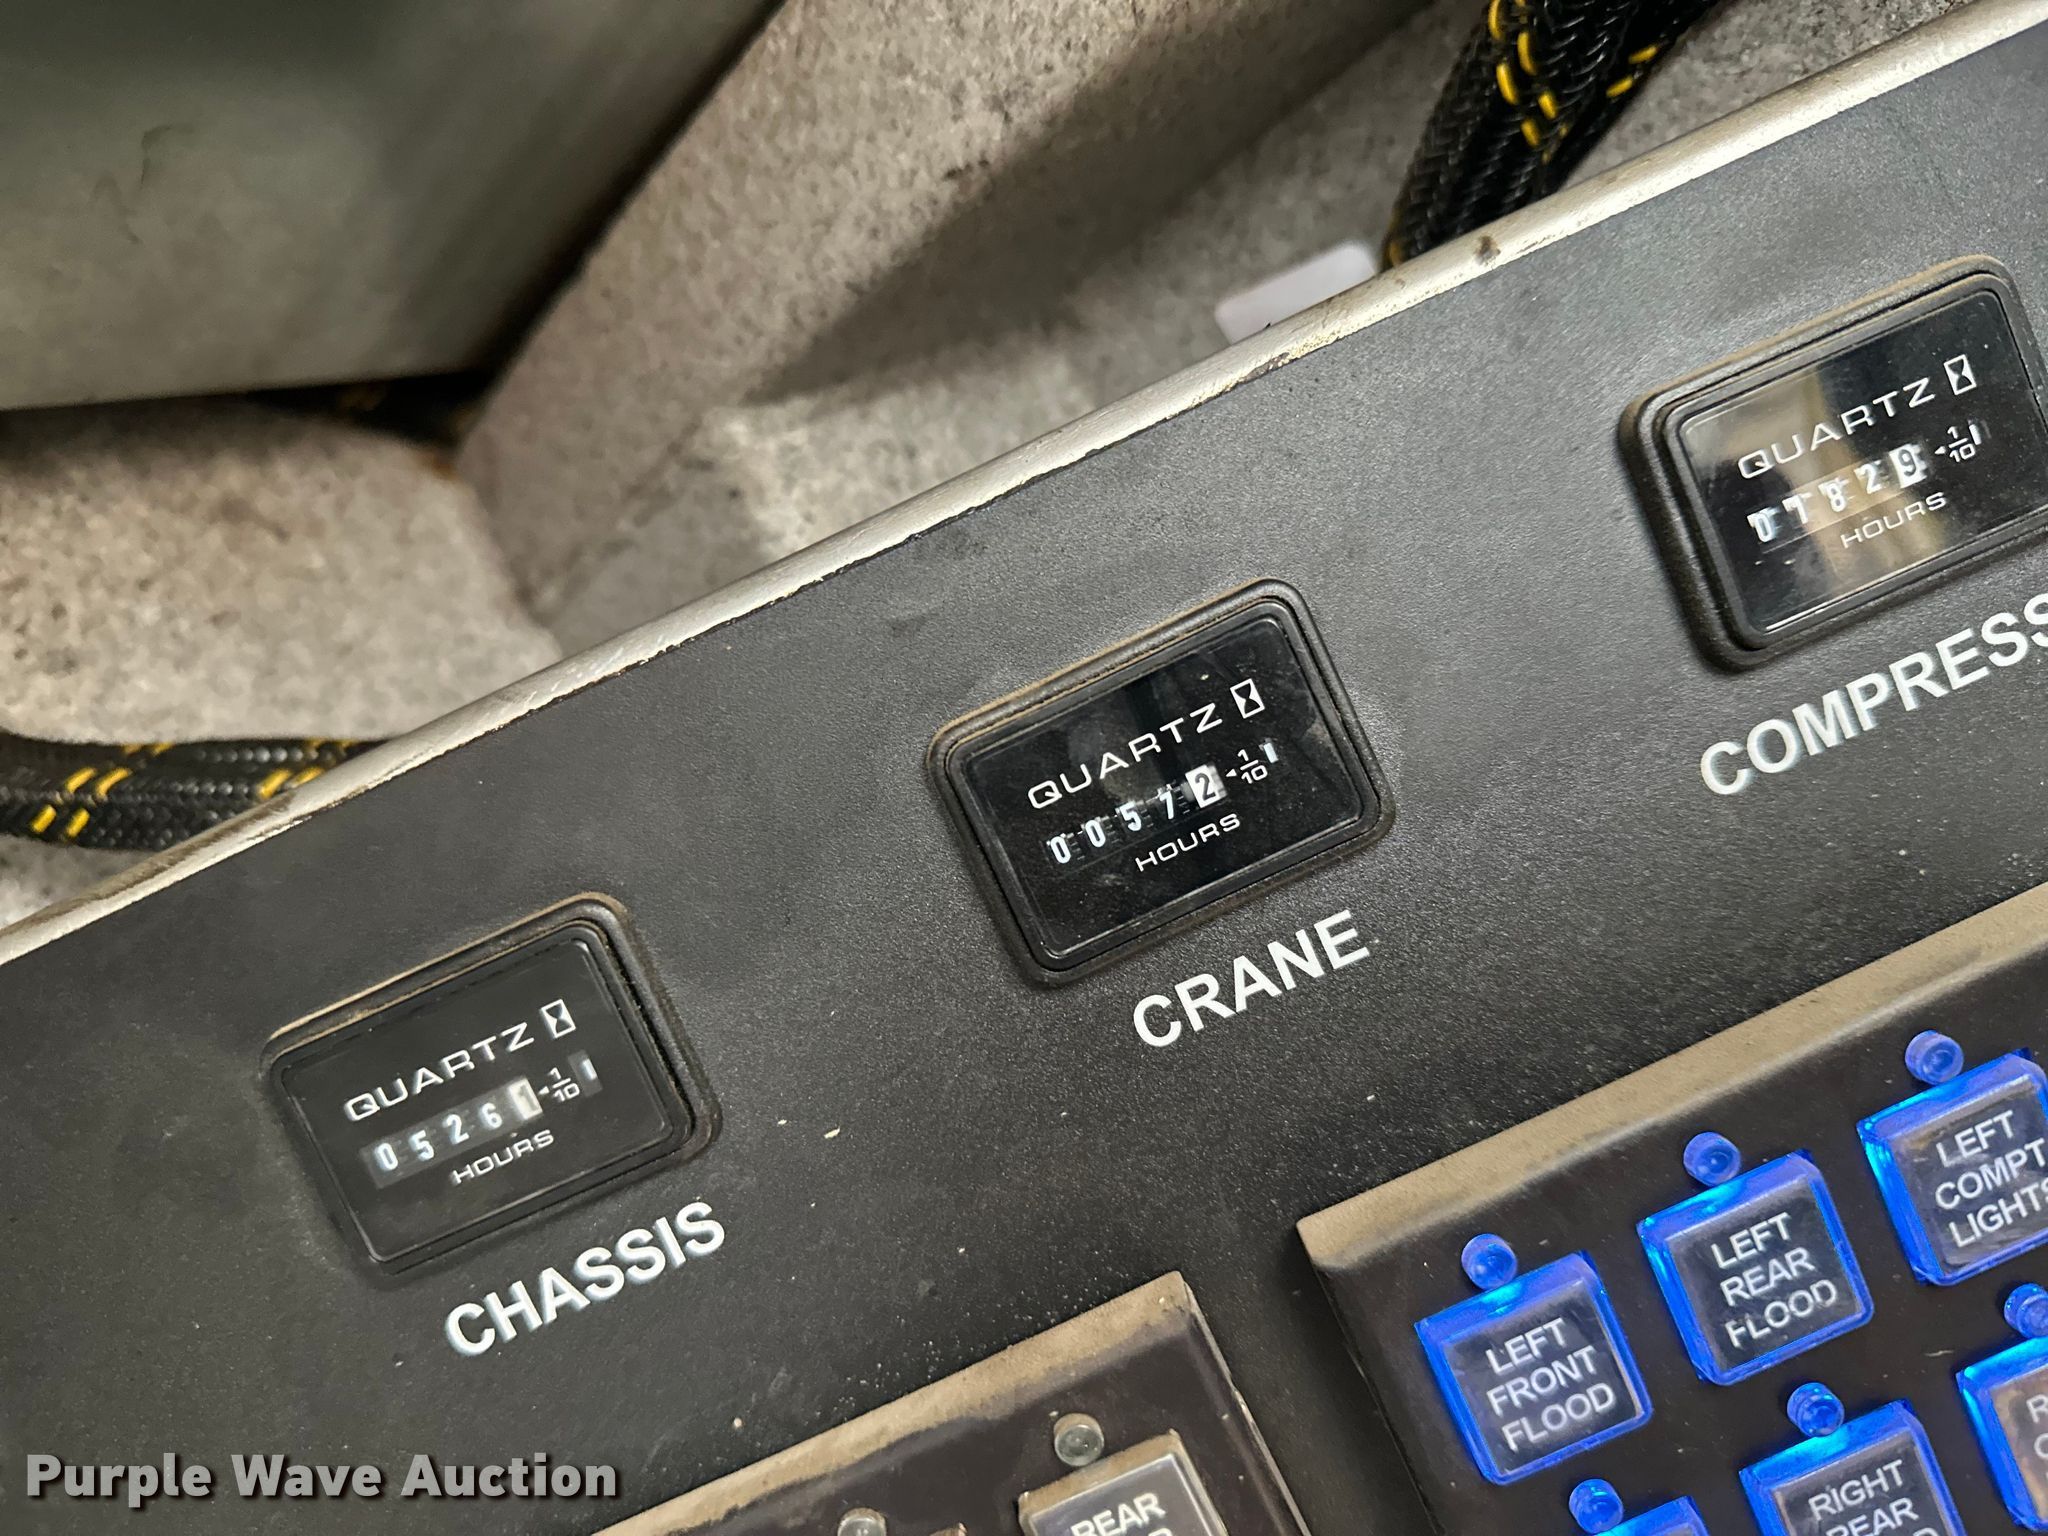 QUARTZ
05261 1/10
HOURS
CHASSIS
QUARTZ
00572 1/10
HOURS
CRANE
QUARTZ
07829 1/10
HOURS
COMPRESS
LEFT
FRONT
FLOOD
LEFT
REAR
FLOOD
LEFT
COMPT
LIGHTS
RIGHT
REAR
REAR
Purple Wave Auction